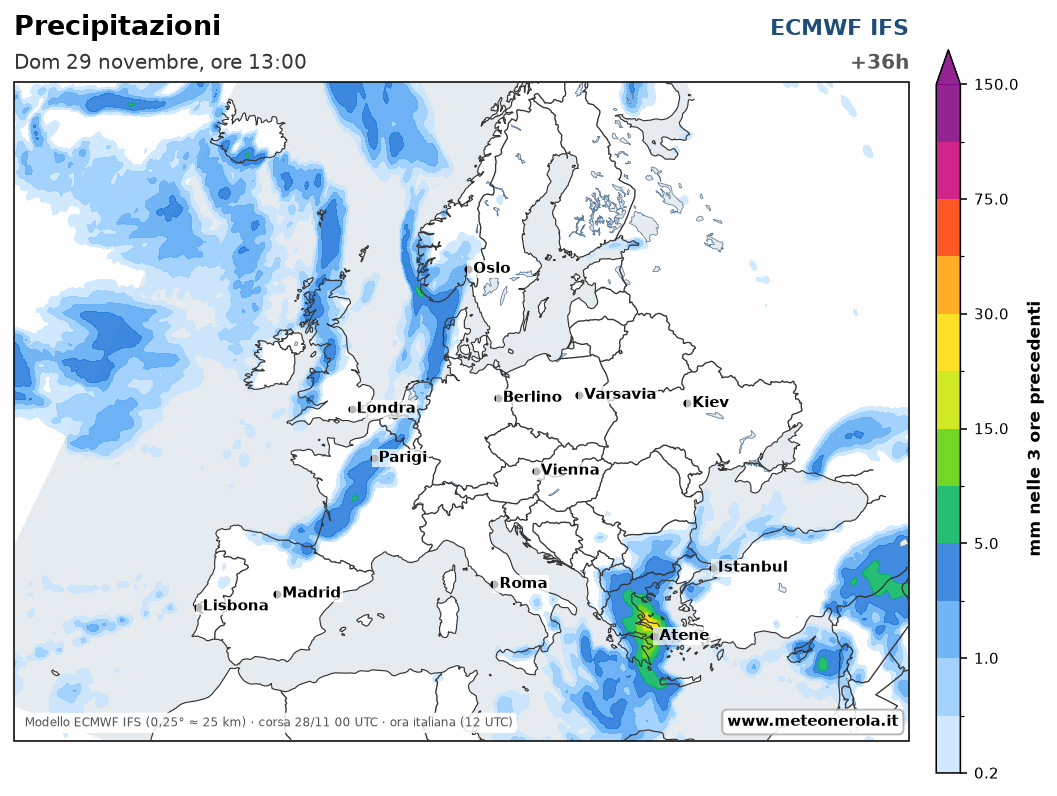 Precipitazioni
ECMWF IFS
Dom 29 novembre, ore 13:00
+36h
150.0
75.0
30.0
15.0
5.0
1.0
0.2
mm nelle 3 ore precedenti
Oslo
Berlino
Varsavia
Kiev
Londra
Parigi
Vienna
Istanbul
Roma
Madrid
Lisbona
Atene
Modello ECMWF IFS (0,25° ≈ 25 km) · corsa 28/11 00 UTC · ora italiana (12 UTC)
www.meteonerola.it